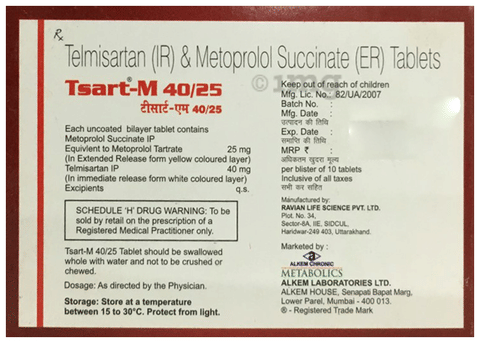 Rx
Telmisartan (IR) & Metoprolol Succinate (ER) Tablets
Tsart®-M 40/25
टीसार्ट-एम 40/25
Each uncoated bilayer tablet contains
Metoprolol Succinate IP
Equivlent to Metoprolol Tartrate 25 mg
(In Extended Release form yellow coloured layer)
Telmisartan IP 40 mg
(In immediate release form white coloured layer)
Excipients q.s.
SCHEDULE 'H' DRUG WARNING: To be
sold by retail on the prescription of a
Registered Medical Practitioner only.
Tsart-M 40/25 Tablet should be swallowed
whole with water and not to be crushed or
chewed.
Dosage: As directed by the Physician.
Storage: Store at a temperature
between 15 to 30°C. Protect from light.
© 1mg
Keep out of reach of children
Mfg. Lic. No.: 82/UA/2007
Batch No. :
Mfg. Date :
उत्पादन की तिथि
Exp. Date :
समाप्ति की तिथि
MRP ₹ :
अधिकतम खुदरा मूल्य
per blister of 10 tablets
Inclusive of all taxes
सभी कर सहित
Manufactured by:
RAVIAN LIFE SCIENCE PVT. LTD.
Plot. No. 34,
Sector-8A, IIE, SIDCUL,
Haridwar-249 403, Uttarakhand.
Marketed by :
a
ALKEM CHRONIC
METABOLICS
ALKEM LABORATORIES LTD.
ALKEM HOUSE, Senapati Bapat Marg,
Lower Parel, Mumbai - 400 013.
® - Registered Trade Mark